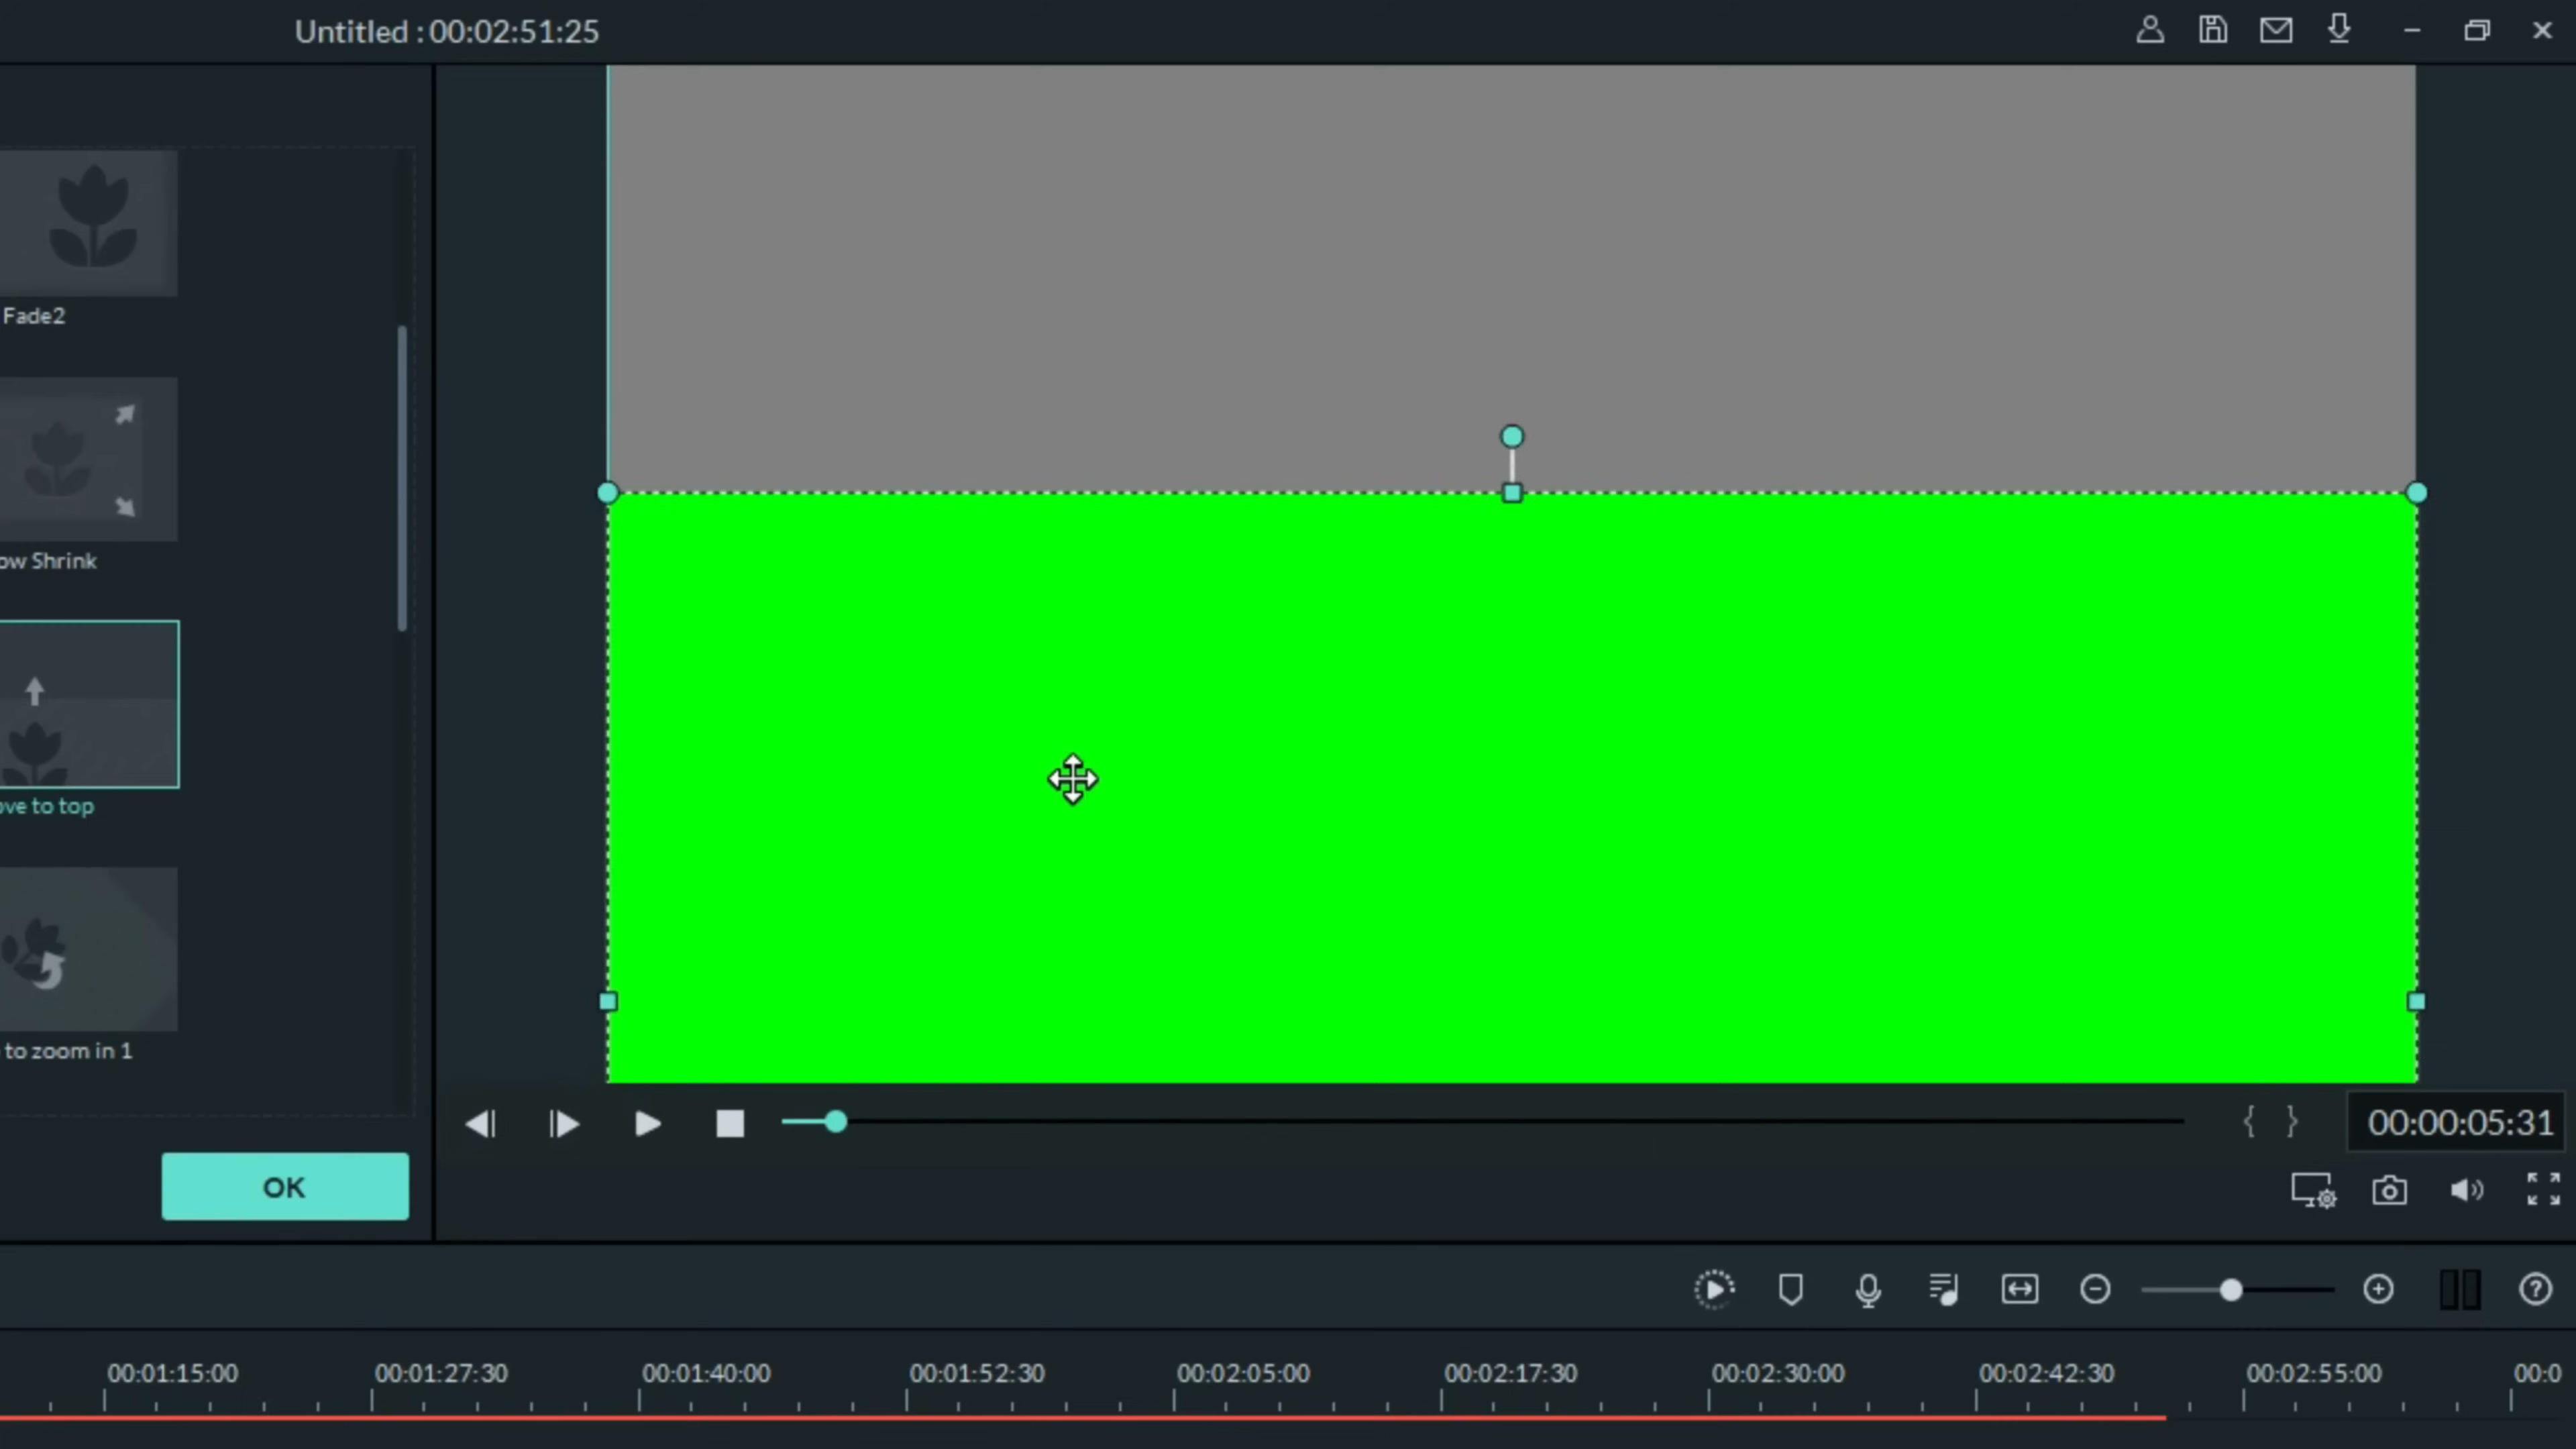 Untitled : 00:02:51:25
Fade2
ow Shrink
ove to top
to zoom in 1
OK
{ }
00:00:05:31
00:01:15:00
00:01:27:30
00:01:40:00
00:01:52:30
00:02:05:00
00:02:17:30
00:02:30:00
00:02:42:30
00:02:55:00
00:0